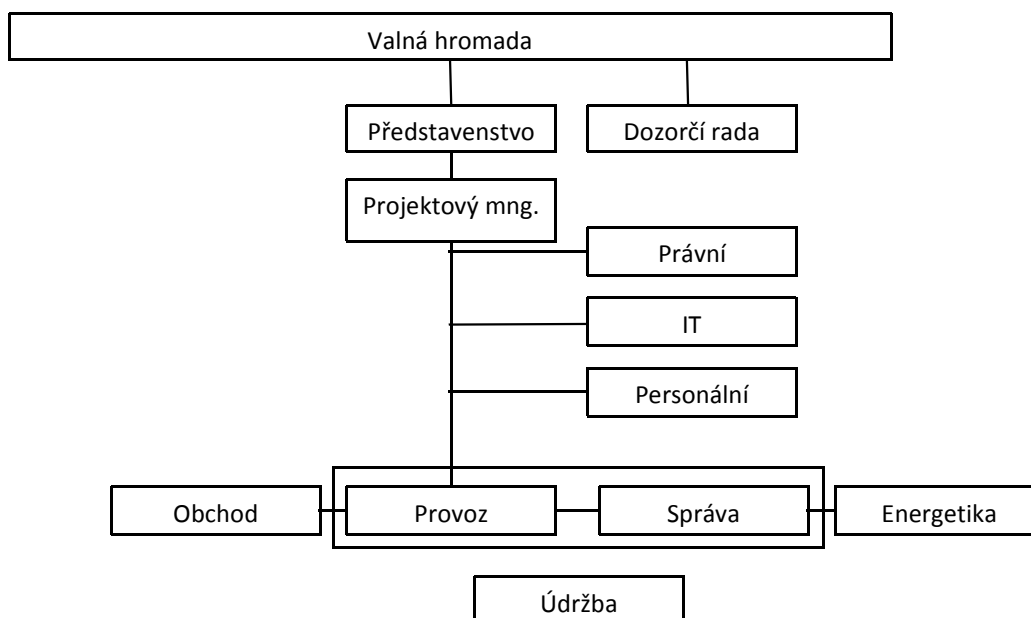 Valná hromada
Představenstvo
Dozorčí rada
Projektový mng.
Právní
IT
Personální
Obchod
Provoz
Správa
Energetika
Údržba